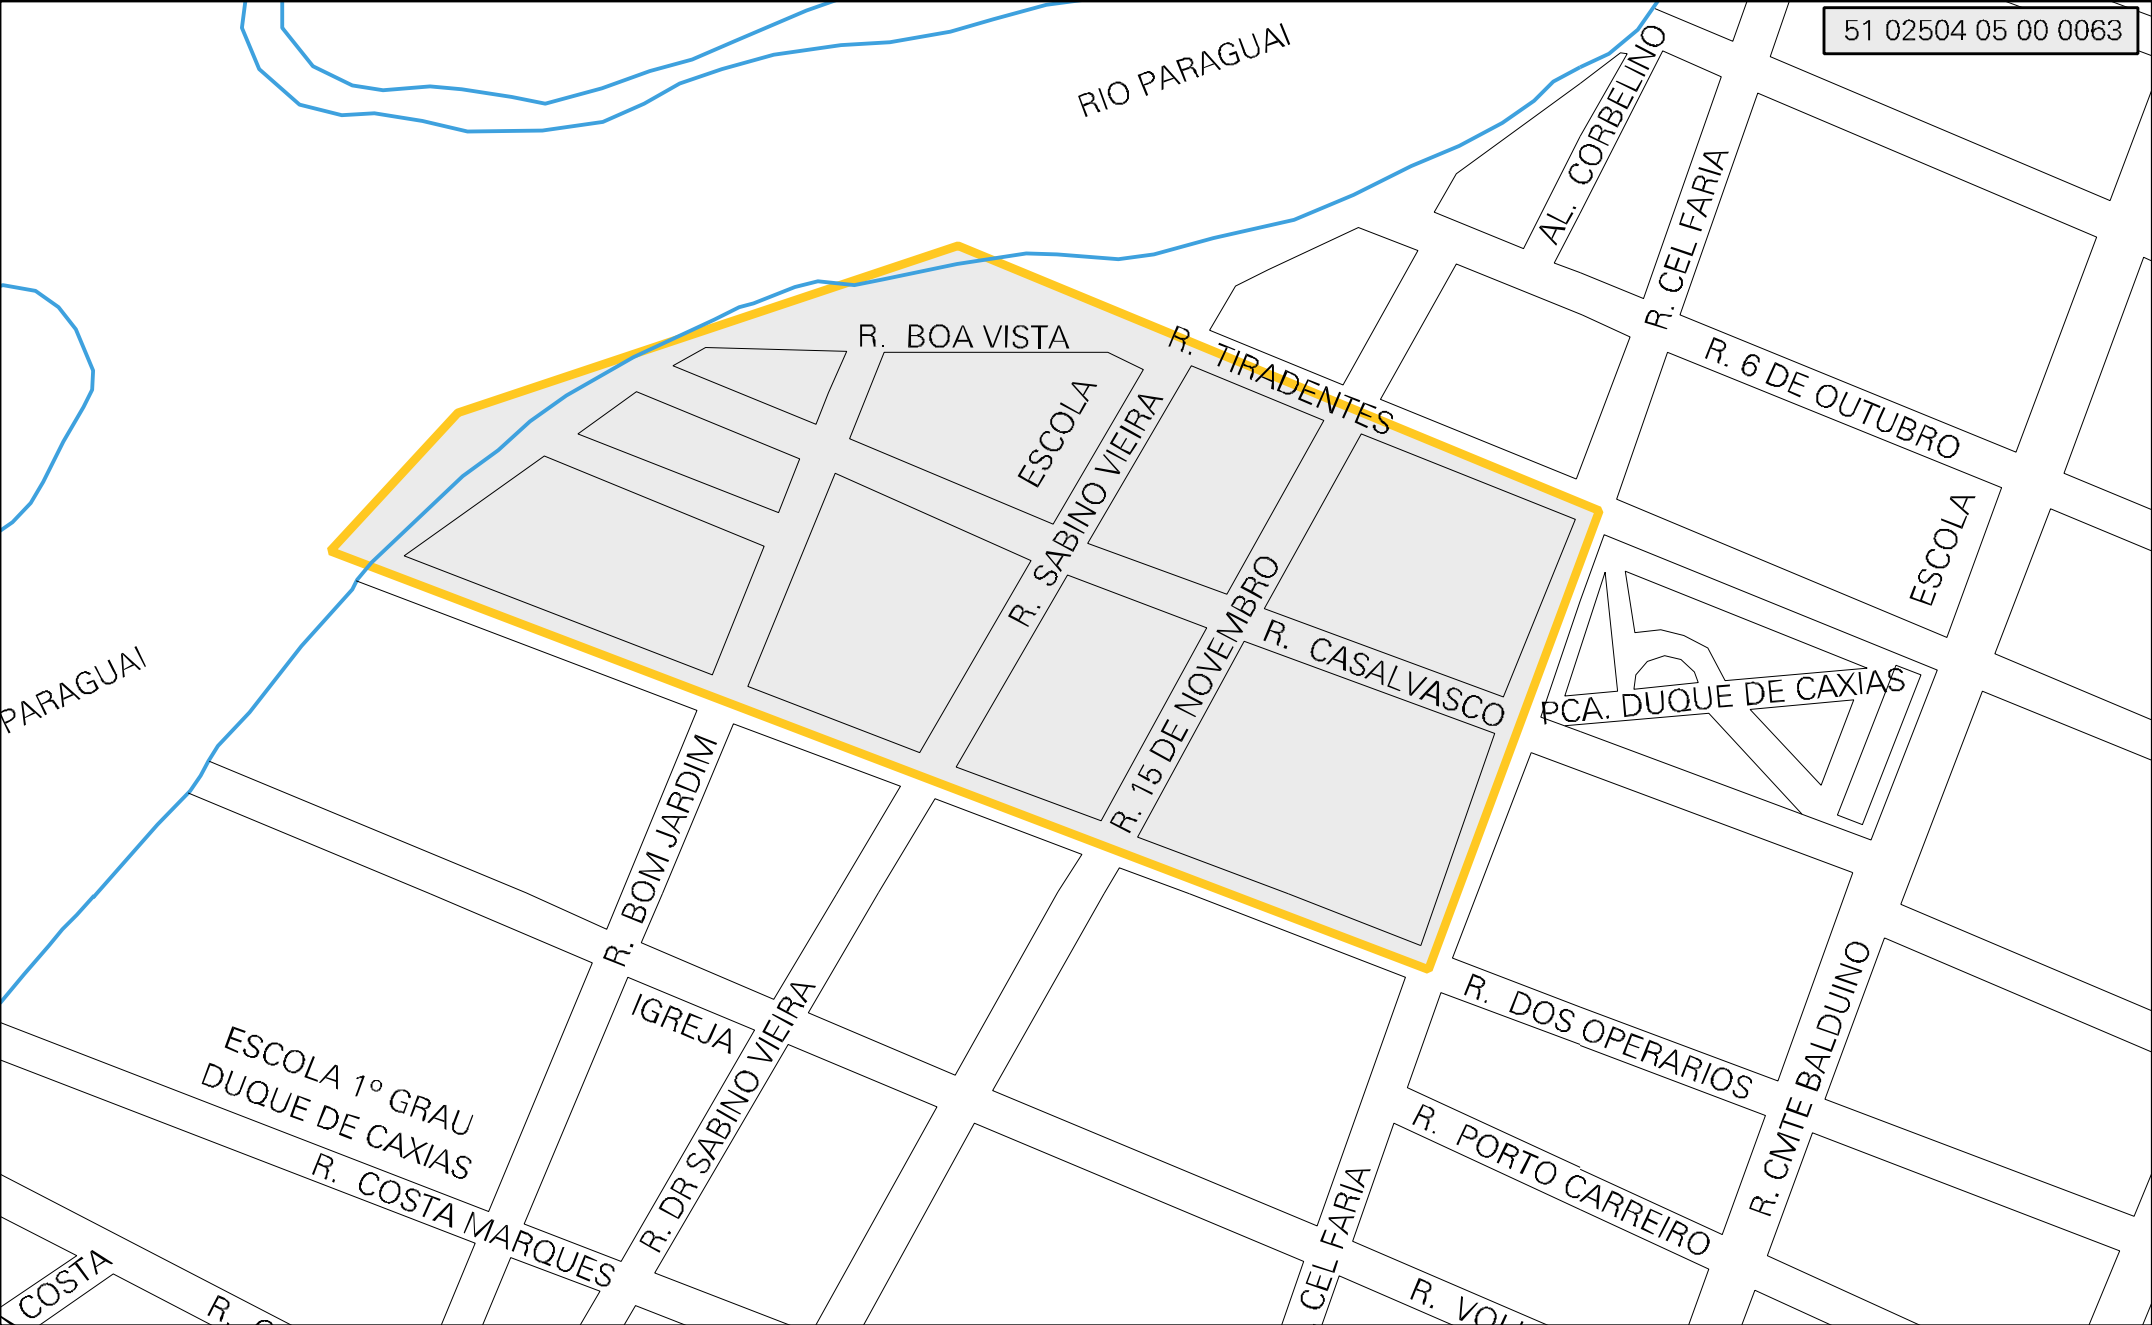 51 02504 05 00 0063
RIO PARAGUAI
AL. CORBELINO
R. CEL FARIA
R. BOA VISTA
R. TIRADENTES
R. 6 DE OUTUBRO
ESCOLA
R. SABINO VIEIRA
ESCOLA
R. 15 DE NOVEMBRO
R. CASALVASCO
PCA. DUQUE DE CAXIAS
PARAGUAI
R. BOM JARDIM
IGREJA
R. DR SABINO VIEIRA
R. DOS OPERARIOS
R. CMTE BALDUINO
ESCOLA 1º GRAU
DUQUE DE CAXIAS
R. PORTO CARREIRO
R. COSTA MARQUES
CEL FARIA
COSTA
R.
R.